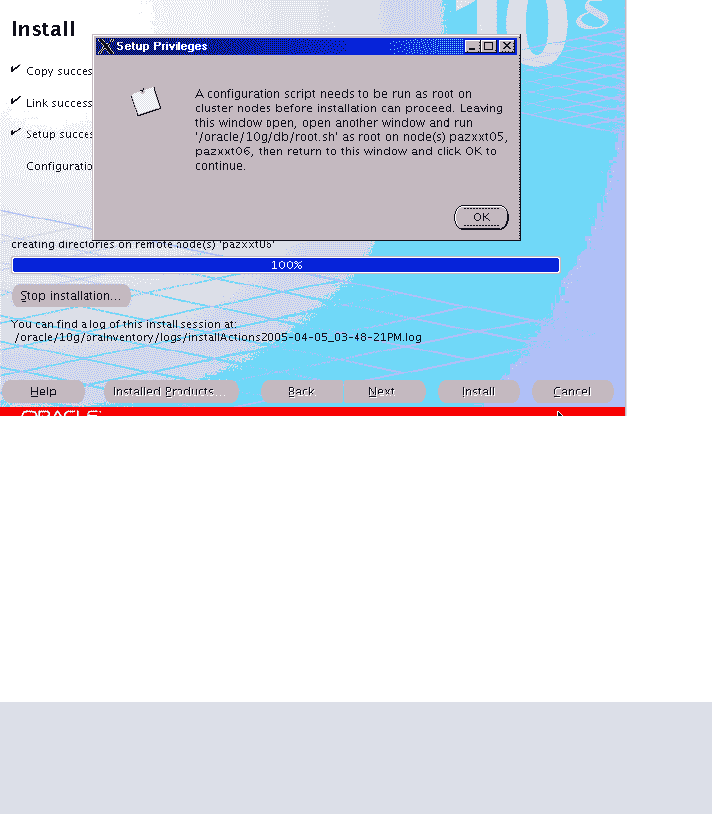 Install
10g
Setup Privileges
Copy succes
Link success
Setup succes
Configuratio
A configuration script needs to be run as root on
cluster nodes before installation can proceed. Leaving
this window open, open another window and run
'/oracle/10g/db/root.sh' as root on node(s) pazxxt05,
pazxxt06, then return to this window and click OK to
continue.
OK
creating directories on remote node(s) 'pazxxt06'
100%
Stop installation...
You can find a log of this install session at:
/oracle/10g/oraInventory/logs/installActions2005-04-05_03-48-21PM.log
Help Installed Products... Back Next Install Cancel
ORACLE